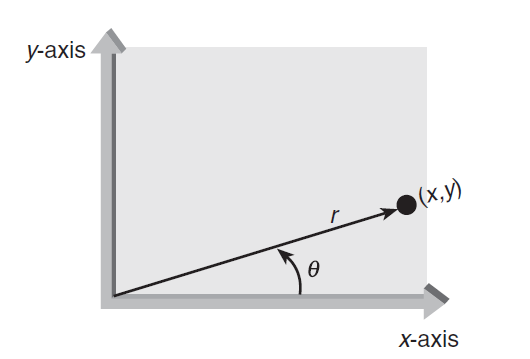 y-axis
(x,y)
r
θ
x-axis